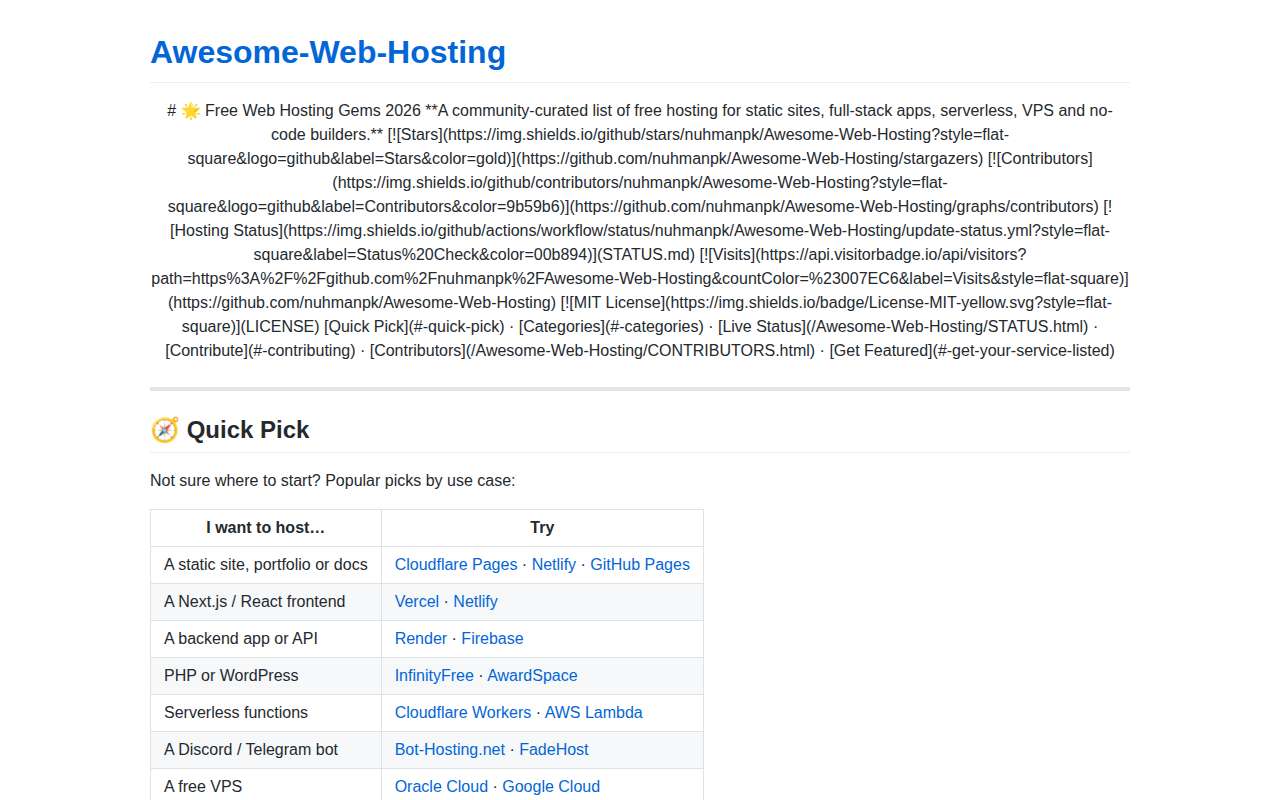 Awesome-Web-Hosting
# 🌟 Free Web Hosting Gems 2026 **A community-curated list of free hosting for static sites, full-stack apps, serverless, VPS and no-
code builders.** [![Stars](https://img.shields.io/github/stars/nuhmanpk/Awesome-Web-Hosting?style=flat-
square&logo=github&label=Stars&color=gold)](https://github.com/nuhmanpk/Awesome-Web-Hosting/stargazers) [![Contributors]
(https://img.shields.io/github/contributors/nuhmanpk/Awesome-Web-Hosting?style=flat-
square&logo=github&label=Contributors&color=9b59b6)](https://github.com/nuhmanpk/Awesome-Web-Hosting/graphs/contributors) [!
[Hosting Status](https://img.shields.io/github/actions/workflow/status/nuhmanpk/Awesome-Web-Hosting/update-status.yml?style=flat-
square&label=Status%20Check&color=00b894)](STATUS.md) [![Visits](https://api.visitorbadge.io/api/visitors?
path=https%3A%2F%2Fgithub.com%2Fnuhmanpk%2FAwesome-Web-Hosting&countColor=%23007EC6&label=Visits&style=flat-square)]
(https://github.com/nuhmanpk/Awesome-Web-Hosting) [![MIT License](https://img.shields.io/badge/License-MIT-yellow.svg?style=flat-
square)](LICENSE) [Quick Pick](#-quick-pick) · [Categories](#-categories) · [Live Status](/Awesome-Web-Hosting/STATUS.html) ·
[Contribute](#-contributing) · [Contributors](/Awesome-Web-Hosting/CONTRIBUTORS.html) · [Get Featured](#-get-your-service-listed)
🧭 Quick Pick
Not sure where to start? Popular picks by use case:
I want to host… Try
A static site, portfolio or docs Cloudflare Pages · Netlify · GitHub Pages
A Next.js / React frontend Vercel · Netlify
A backend app or API Render · Firebase
PHP or WordPress InfinityFree · AwardSpace
Serverless functions Cloudflare Workers · AWS Lambda
A Discord / Telegram bot Bot-Hosting.net · FadeHost
A free VPS Oracle Cloud · Google Cloud